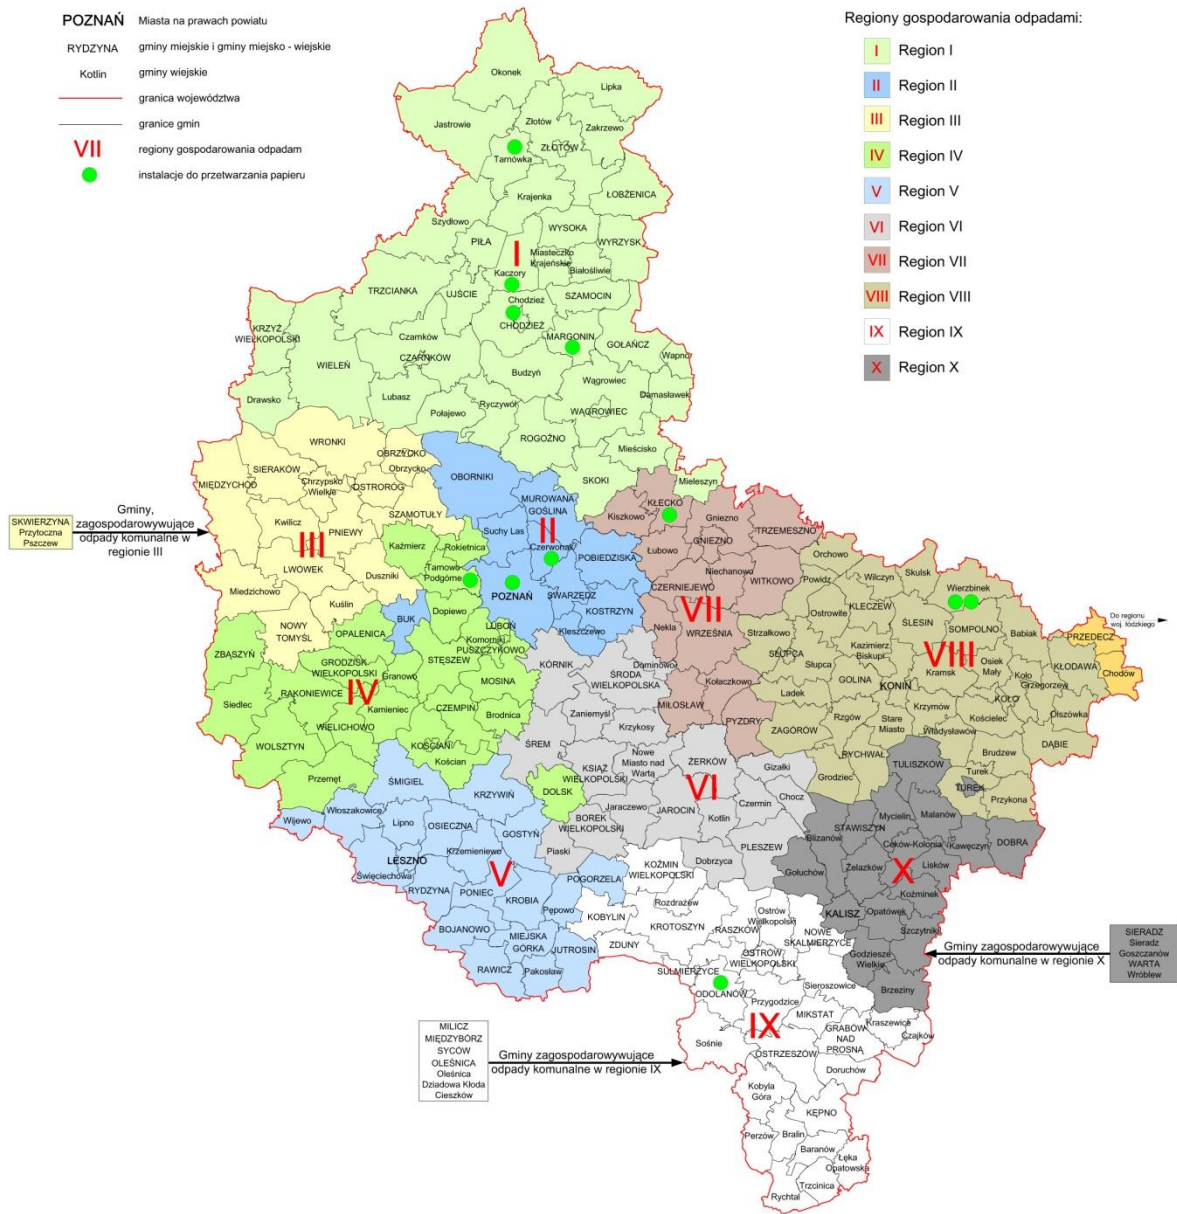 POZNAŃ Miasta na prawach powiatu
RYDZYNA gminy miejskie i gminy miejsko - wiejskie
Kotlin gminy wiejskie
granica województwa
granice gmin
VII regiony gospodarowania odpadam
instalacje do przetwarzania papieru
Regiony gospodarowania odpadami:
I Region I
II Region II
III Region III
IV Region IV
V Region V
VI Region VI
VII Region VII
VIII Region VIII
IX Region IX
X Region X
Okonek
Lipka
Jastrowie
Złotów
Zakrzewo
ZŁOTÓW
Tarnówka
Krajenka
ŁOBŻENICA
Szydłowo
WYSOKA
PIŁA
WYRZYSK
I
Miasteczko
Krajeńskie
Białośliwie
Kaczory
TRZCIANKA
UJŚCIE
Chodzież
SZAMOCIN
CHODZIEŻ
KRZYŻ
WIELKOPOLSKI
Czarnków
CZARNKÓW
MARGONIN
GOŁAŃCZ
Wapno
WIELEŃ
Budzyń
Wągrowiec
Damasławek
Drawsko
Lubasz
Połajewo
Ryczywół
WĄGROWIEC
ROGOŹNO
Mieścisko
SKOKI
Mieleszyn
WRONKI
OBRZYCKO
Obrzycko
SIERAKÓW
MIĘDZYCHÓD
Chrzypsko
Wielkie
OSTRORÓG
SZAMOTUŁY
Kwilicz
PNIEWY
III
LWÓWEK
Duszniki
Miedzichowo
Kuślin
NOWY
TOMYŚL
SKWIERZYNA
Przytoczna
Pszczew
Gminy,
zagospodarowywujące
odpady komunalne w
regionie III
OBORNIKI
MUROWANA
GOŚLINA
II
Suchy Las
Czerwonak
POBIEDZISKA
POZNAŃ
SWARZĘDZ
KOSTRZYN
Kleszczewo
BUK
Kaźmierz
Rokietnica
Tarnowo
Podgórne
Dopiewo
LUBOŃ
Komorniki
PUSZCZYKOWO
OPALENICA
ZBĄSZYŃ
GRODZISK
WIELKOPOLSKI
STĘSZEW
Granowo
MOSINA
RAKONIEWICE
IV
Siedlec
Kamieniec
CZEMPIŃ
Brodnica
WIELICHOWO
WOLSZTYN
KOŚCIAN
Kościan
Przemęt
DOLSK
KŁECKO
Kiszkowo
Gniezno
TRZEMESZNO
GNIEZNO
Łubowo
Niechanowo
CZERNIEJEWO
WITKOWO
VII
Nekla
WRZEŚNIA
Kołaczkowo
MIŁOSŁAW
PYZDRY
Orchowo
Powidz
Wilczyn
Skulsk
Wierzbinek
Ostrowite
KLECZEW
ŚLESIN
SOMPOLNO
Babiak
PRZEDECZ
Strzałkowo
Kazimierz
Biskupi
VIII
KŁODAWA
SŁUPCA
Słupca
Kramsk
Osiek
Mały
Koło
Chodów
GOLINA
KONIN
Grzegorzew
KOŁO
Lądek
Krzymów
Olszówka
Rzgów
Stare
Miasto
Kościelec
ZAGORÓW
Władysławów
DĄBIE
RYCHWAŁ
Brudzew
Grodziec
Turek
TUREK
Przykona
Do regionu
woj. łódzkiego
KÓRNIK
Dominowo
ŚRODA
WIELKOPOLSKA
Zaniemyśl
Krzykosy
ŚREM
Nowe
Miasto nad
Wartą
ŻERKÓW
Gizałki
KSIĄŻ
WIELKOPOLSKI
VI
Chocz
Jaraczewo
JAROCIN
Czermin
BOREK
WIELKOPOLSKI
Kotlin
Piaski
PLESZEW
Dobrzyca
ŚMIGIEL
KRZYWIŃ
Wijewo
Włoszakowice
Lipno
OSIECZNA
GOSTYŃ
LESZNO
Krzemieniewo
Święciechowa
V
RYDZYNA
PONIEC
KROBIA
POGORZELA
Pępowo
BOJANOWO
MIEJSKA
GÓRKA
JUTROSIN
RAWICZ
Pakosław
TULISZKÓW
Mycielin
Malanów
STAWISZYN
Blizanów
Ceków-Kolonia
Kawęczyn
DOBRA
Gołuchów
Żelazków
X
Lisków
Koźminek
KALISZ
Opatówek
Szczytniki
Godziesze
Wielkie
Brzeziny
Gminy zagospodarowywujące
odpady komunalne w regionie X
SIERADZ
Sieradz
Goszczanów
WARTA
Wróblew
KOŹMIN
WIELKOPOLSKI
Rozdrażew
KOBYLIN
KROTOSZYN
Ostrów
Wielkopolski
RASZKÓW
NOWE
SKALMIERZYCE
ZDUNY
OSTRÓW
WIELKOPOLSKI
SULMIERZYCE
ODOLANÓW
Sieroszowice
Przygodzice
MIKSTAT
IX
Kraszewice
GRABÓW
NAD
PROSNĄ
Czajków
Sośnie
OSTRZESZÓW
Doruchów
Kobyla
Góra
KĘPNO
Perzów
Bralin
Baranów
Łęka
Opatowska
Trzcinica
Rychtal
MILICZ
MIĘDZYBÓRZ
SYCÓW
OLEŚNICA
Oleśnica
Dziadowa Kłoda
Cieszków
Gminy zagospodarowywujące
odpady komunalne w regionie IX